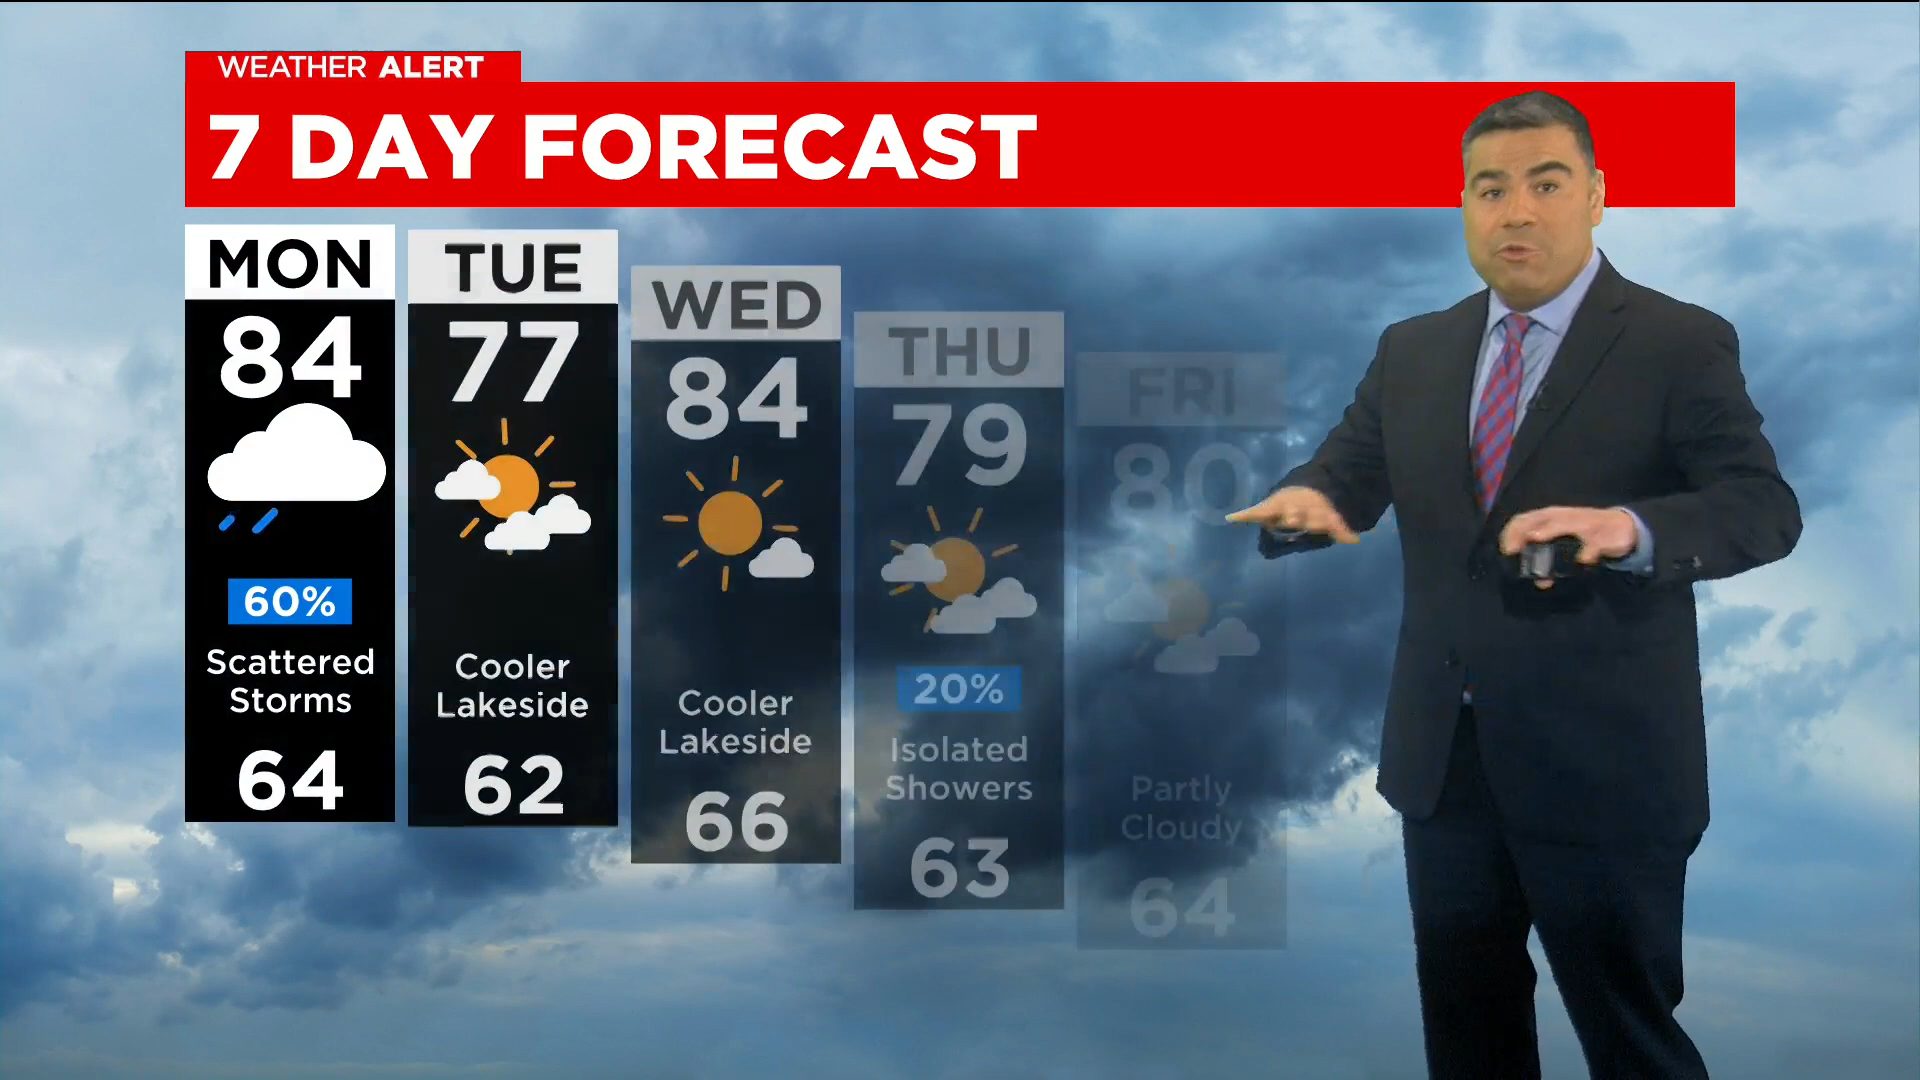 WEATHER ALERT
7 DAY FORECAST
MON
84
60%
Scattered
Storms
64
TUE
77
Cooler
Lakeside
62
WED
84
Cooler
Lakeside
66
THU
79
20%
Isolated
Showers
63
FRI
80
Partly
Cloudy
64